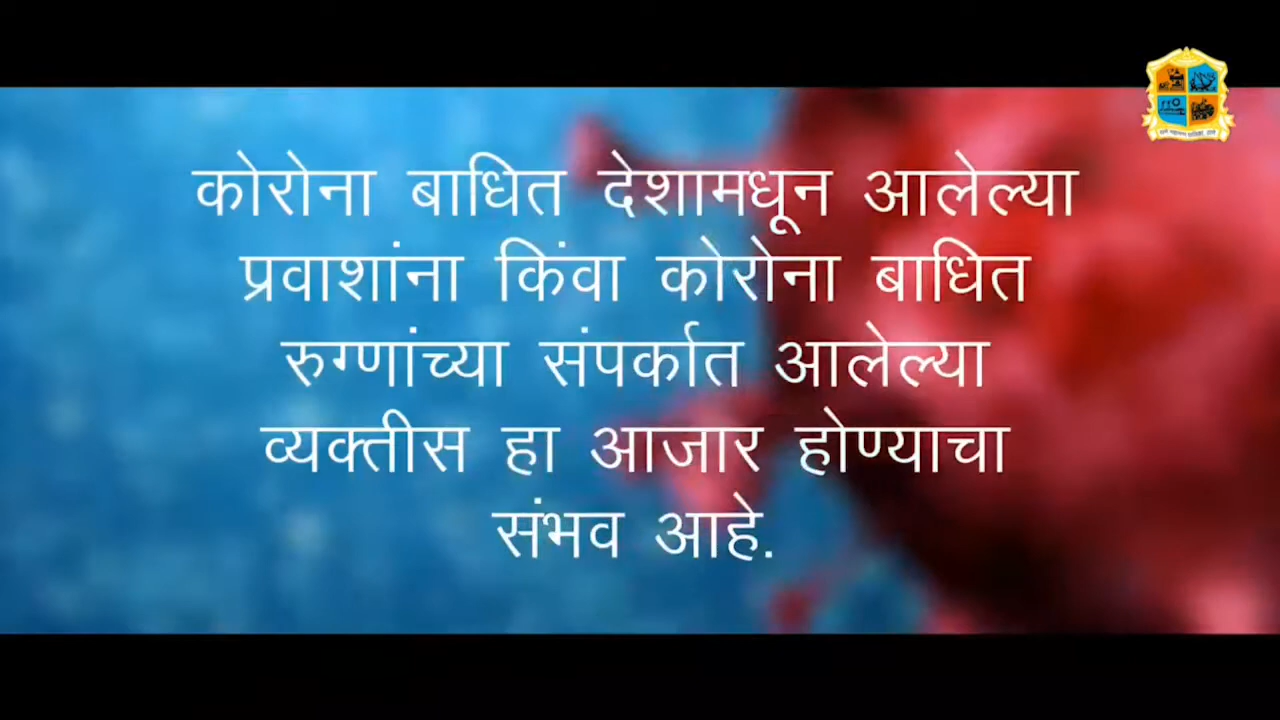 कोरोना बाधित देशामधून आलेल्या
प्रवाशांना किंवा कोरोना बाधित
रुग्णांच्या संपर्कात आलेल्या
व्यक्तीस हा आजार होण्याचा
संभव आहे.